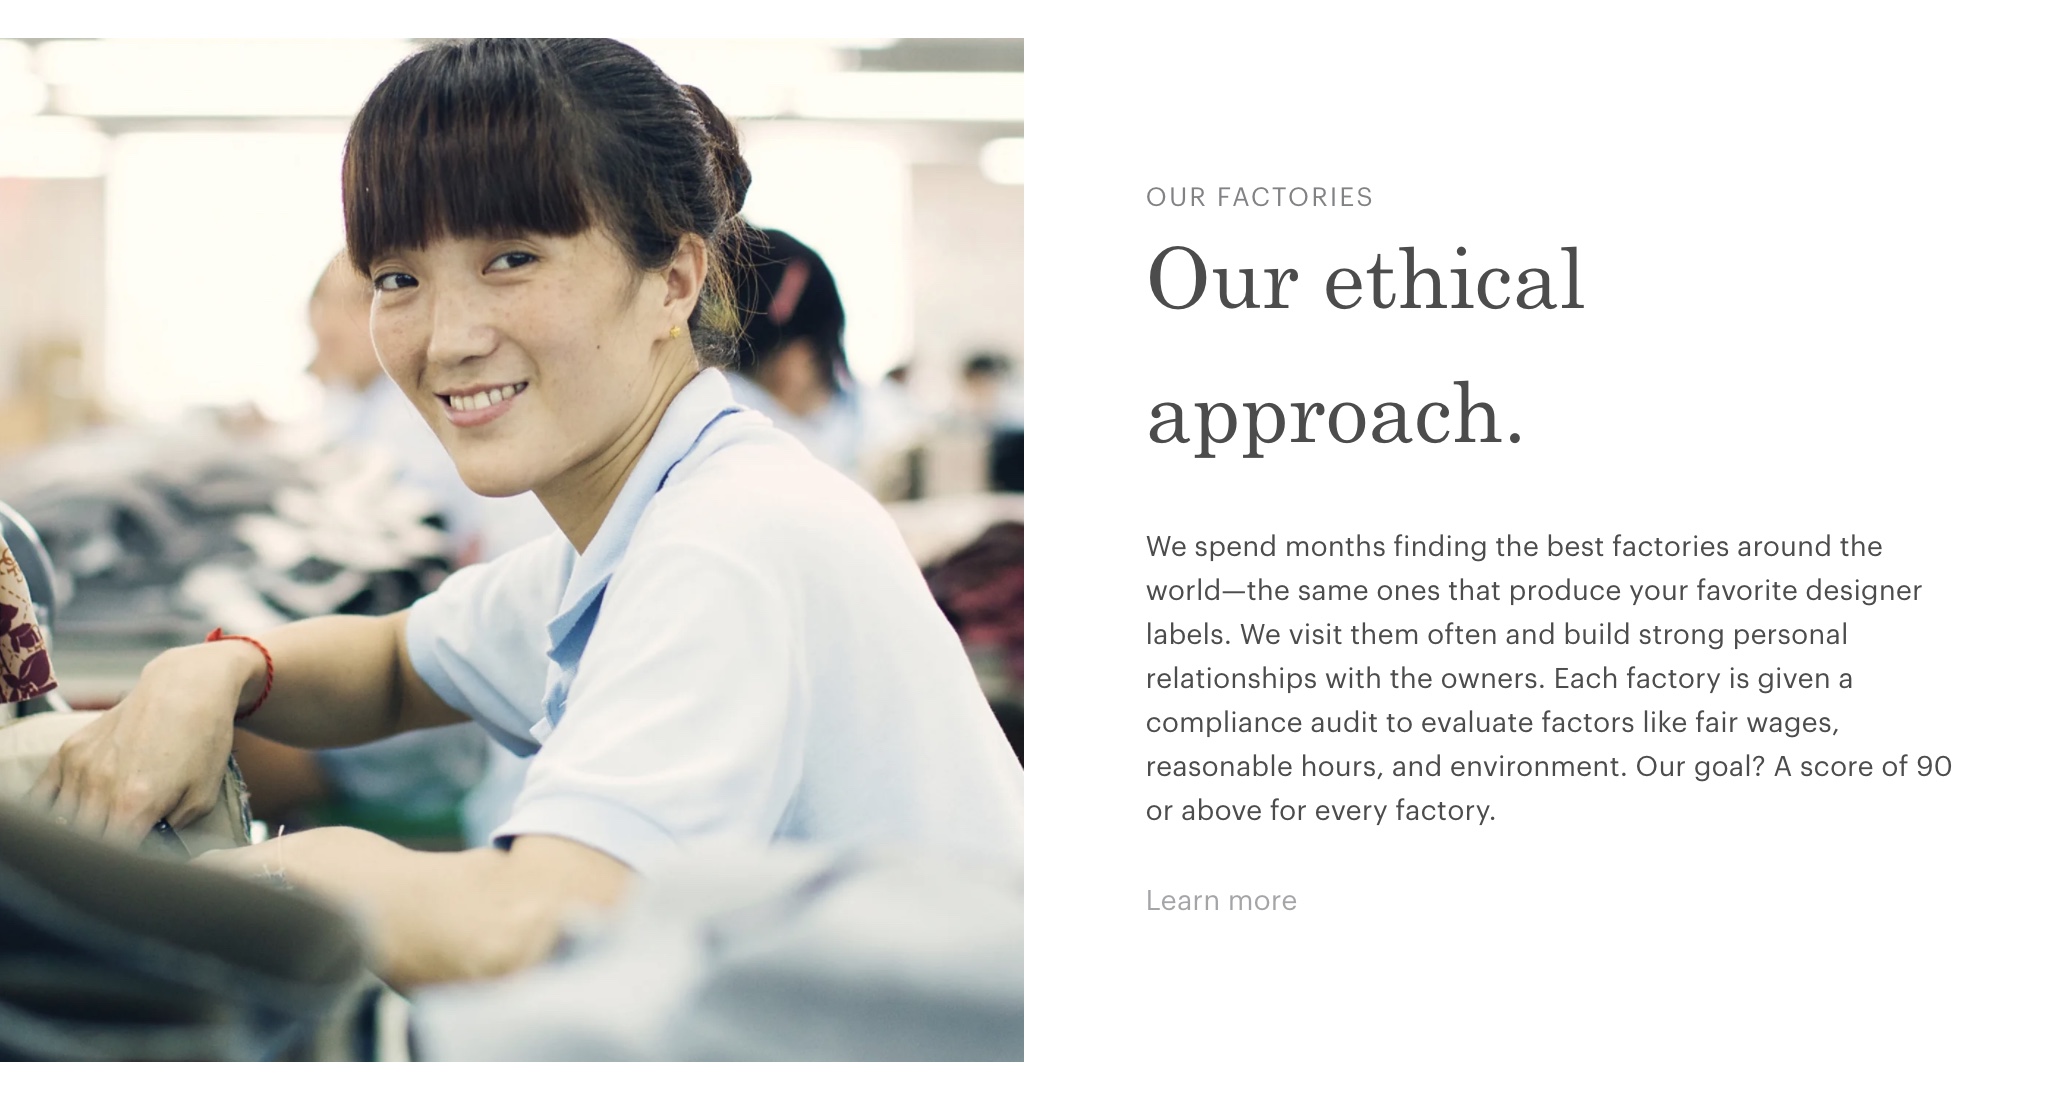 OUR FACTORIES
Our ethical
approach.
We spend months finding the best factories around the
world—the same ones that produce your favorite designer
labels. We visit them often and build strong personal
relationships with the owners. Each factory is given a
compliance audit to evaluate factors like fair wages,
reasonable hours, and environment. Our goal? A score of 90
or above for every factory.
Learn more